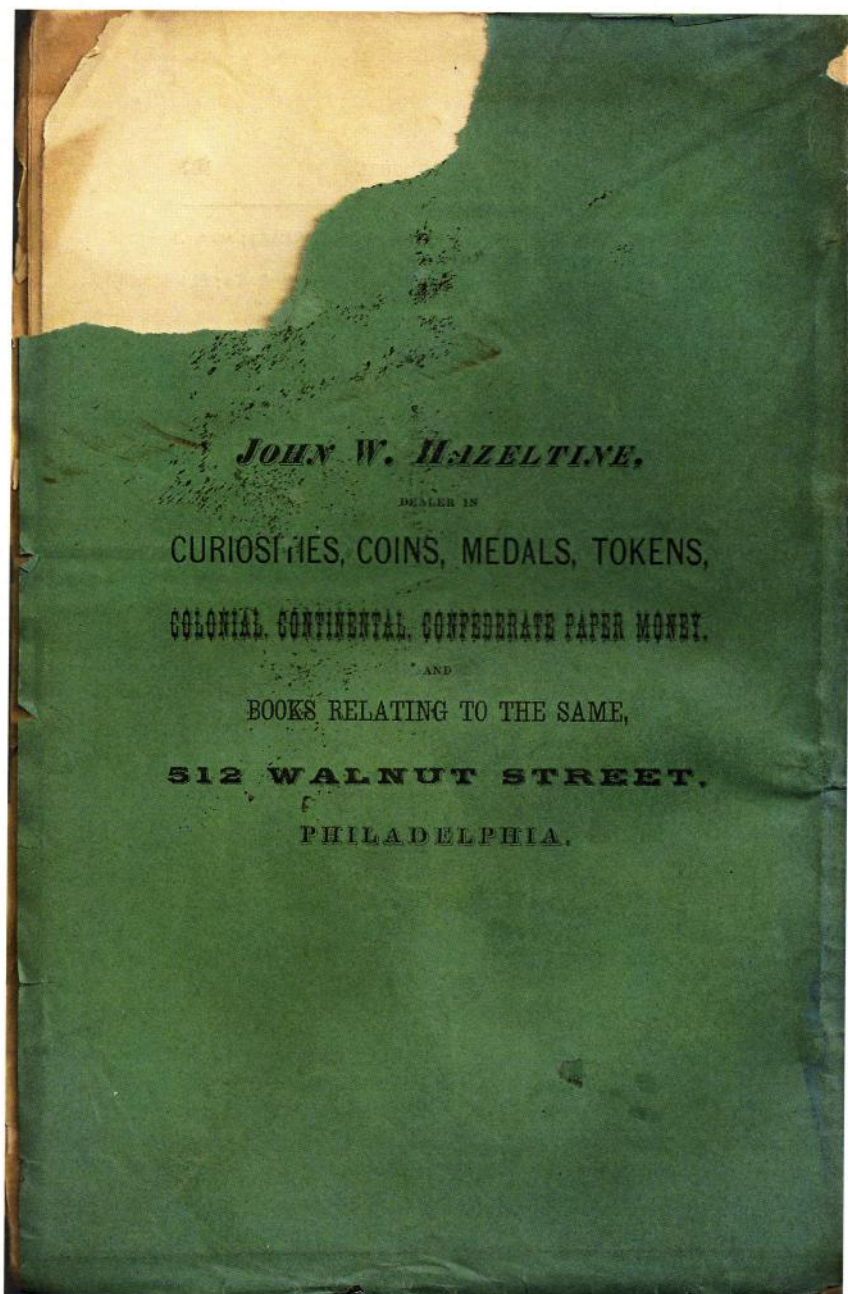 JOHN W. HAZELTINE,
DEALER IN
CURIOSITIES, COINS, MEDALS, TOKENS,
COLONIAL, CONTINENTAL, CONFEDERATE PAPER MONEY,
AND
BOOKS RELATING TO THE SAME,
512 WALNUT STREET,
PHILADELPHIA.